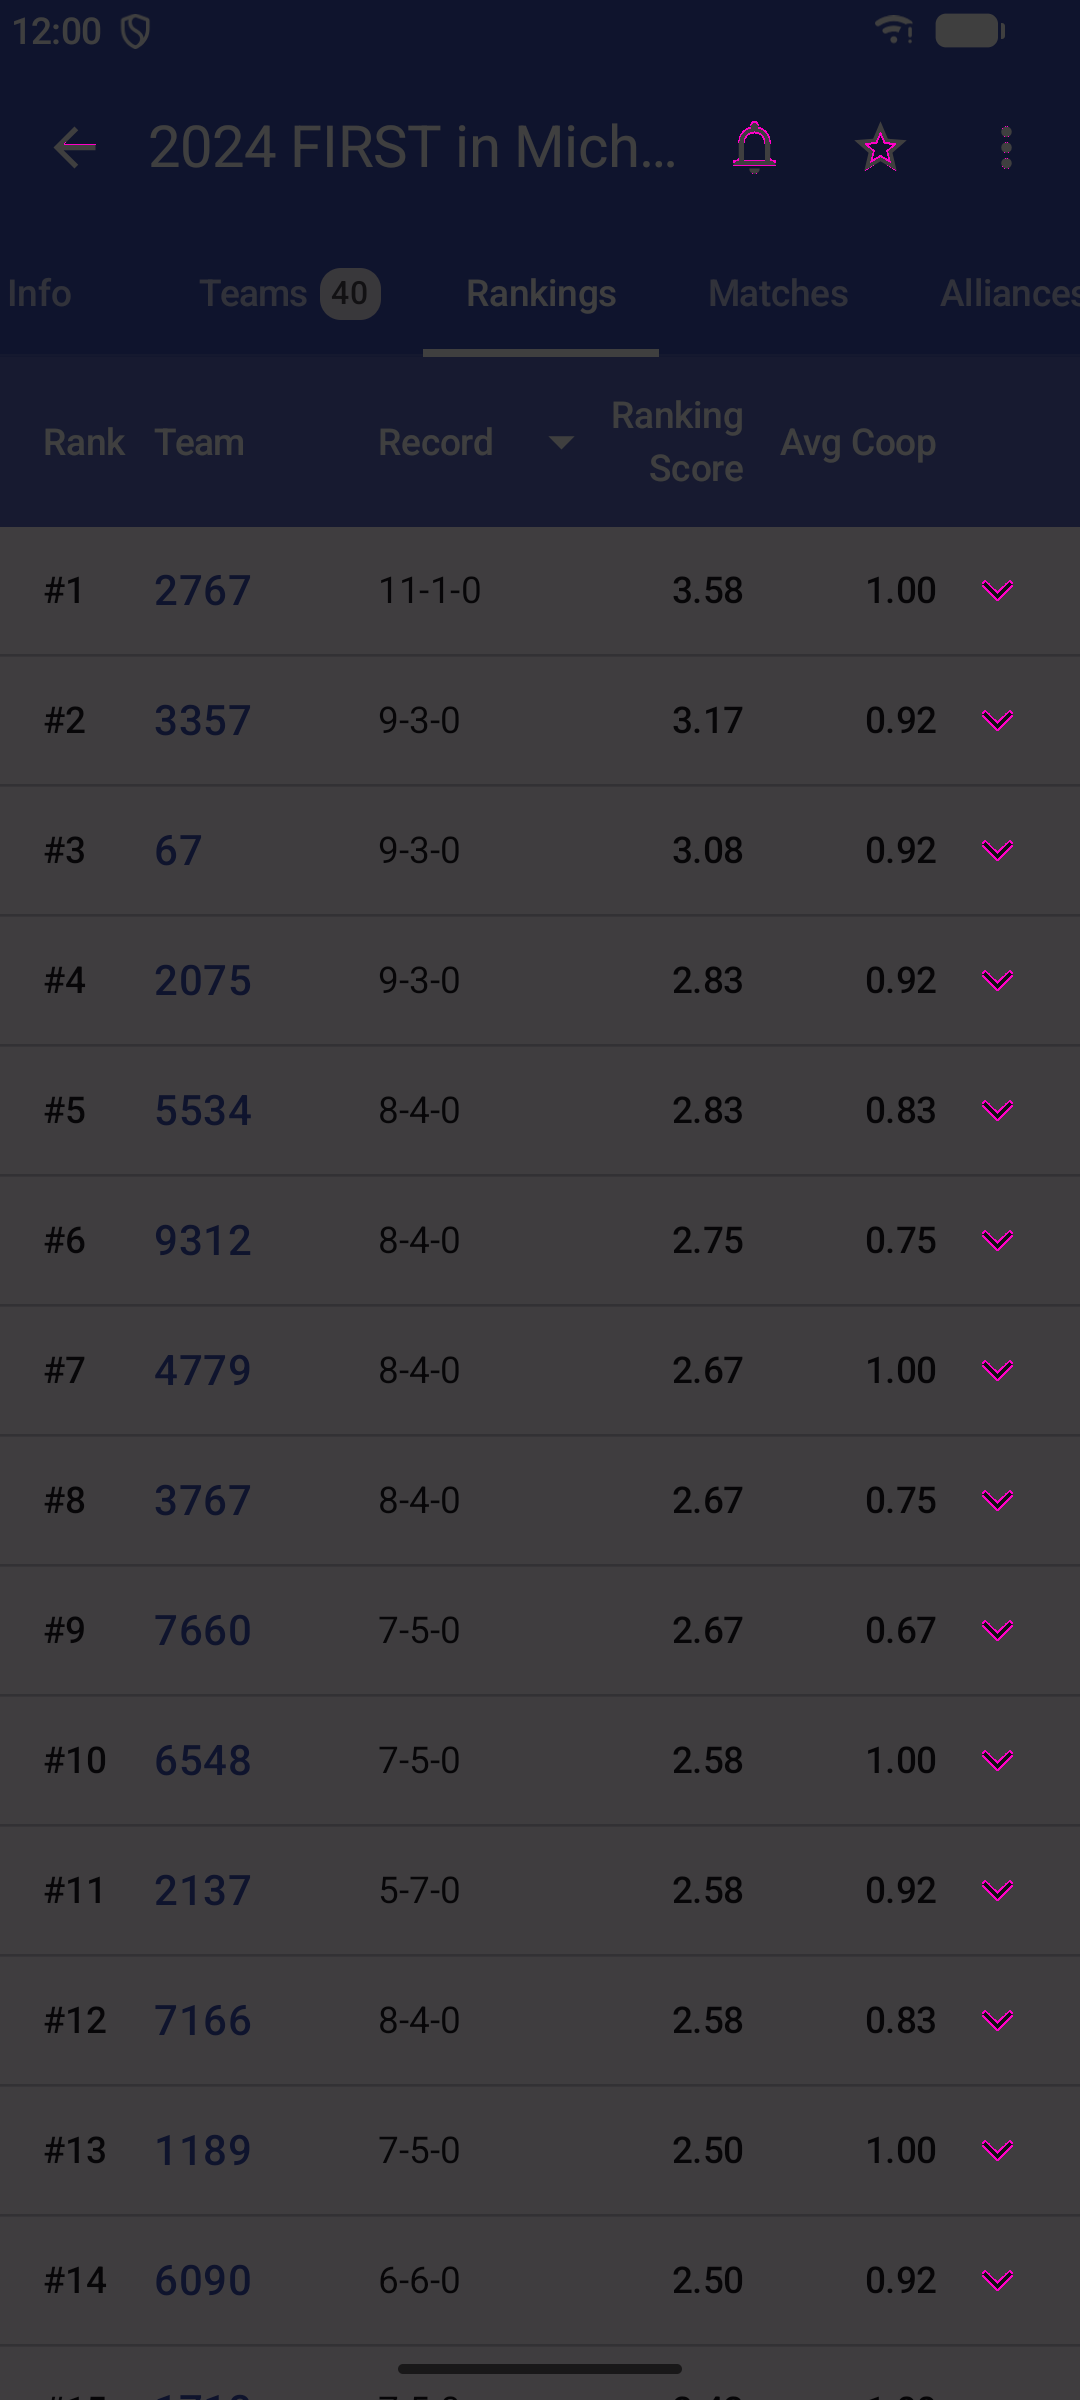 12:00
2024 FIRST in Mich...
Info Teams 40 Rankings Matches Alliances
Rank Team Record Ranking Score Avg Coop
#1 2767 11-1-0 3.58 1.00
#2 3357 9-3-0 3.17 0.92
#3 67 9-3-0 3.08 0.92
#4 2075 9-3-0 2.83 0.92
#5 5534 8-4-0 2.83 0.83
#6 9312 8-4-0 2.75 0.75
#7 4779 8-4-0 2.67 1.00
#8 3767 8-4-0 2.67 0.75
#9 7660 7-5-0 2.67 0.67
#10 6548 7-5-0 2.58 1.00
#11 2137 5-7-0 2.58 0.92
#12 7166 8-4-0 2.58 0.83
#13 1189 7-5-0 2.50 1.00
#14 6090 6-6-0 2.50 0.92